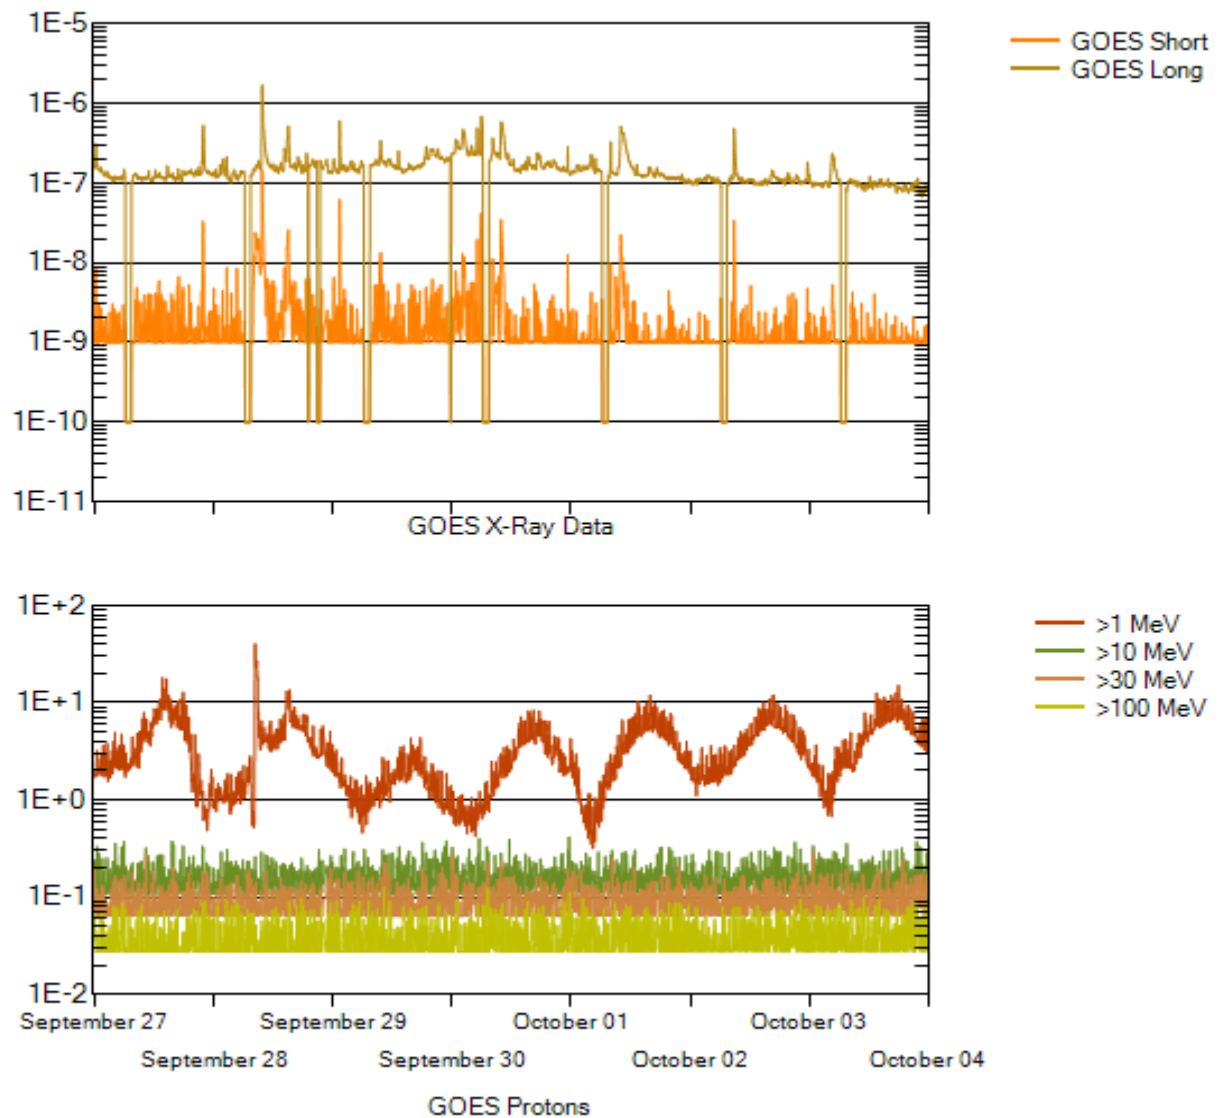 1E-5
1E-6
1E-7
1E-8
1E-9
1E-10
1E-11
GOES Short
GOES Long
GOES X-Ray Data
1E+2
1E+1
1E+0
1E-1
1E-2
>1 MeV
>10 MeV
>30 MeV
>100 MeV
September 27
September 29
October 01
October 03
September 28
September 30
October 02
October 04
GOES Protons